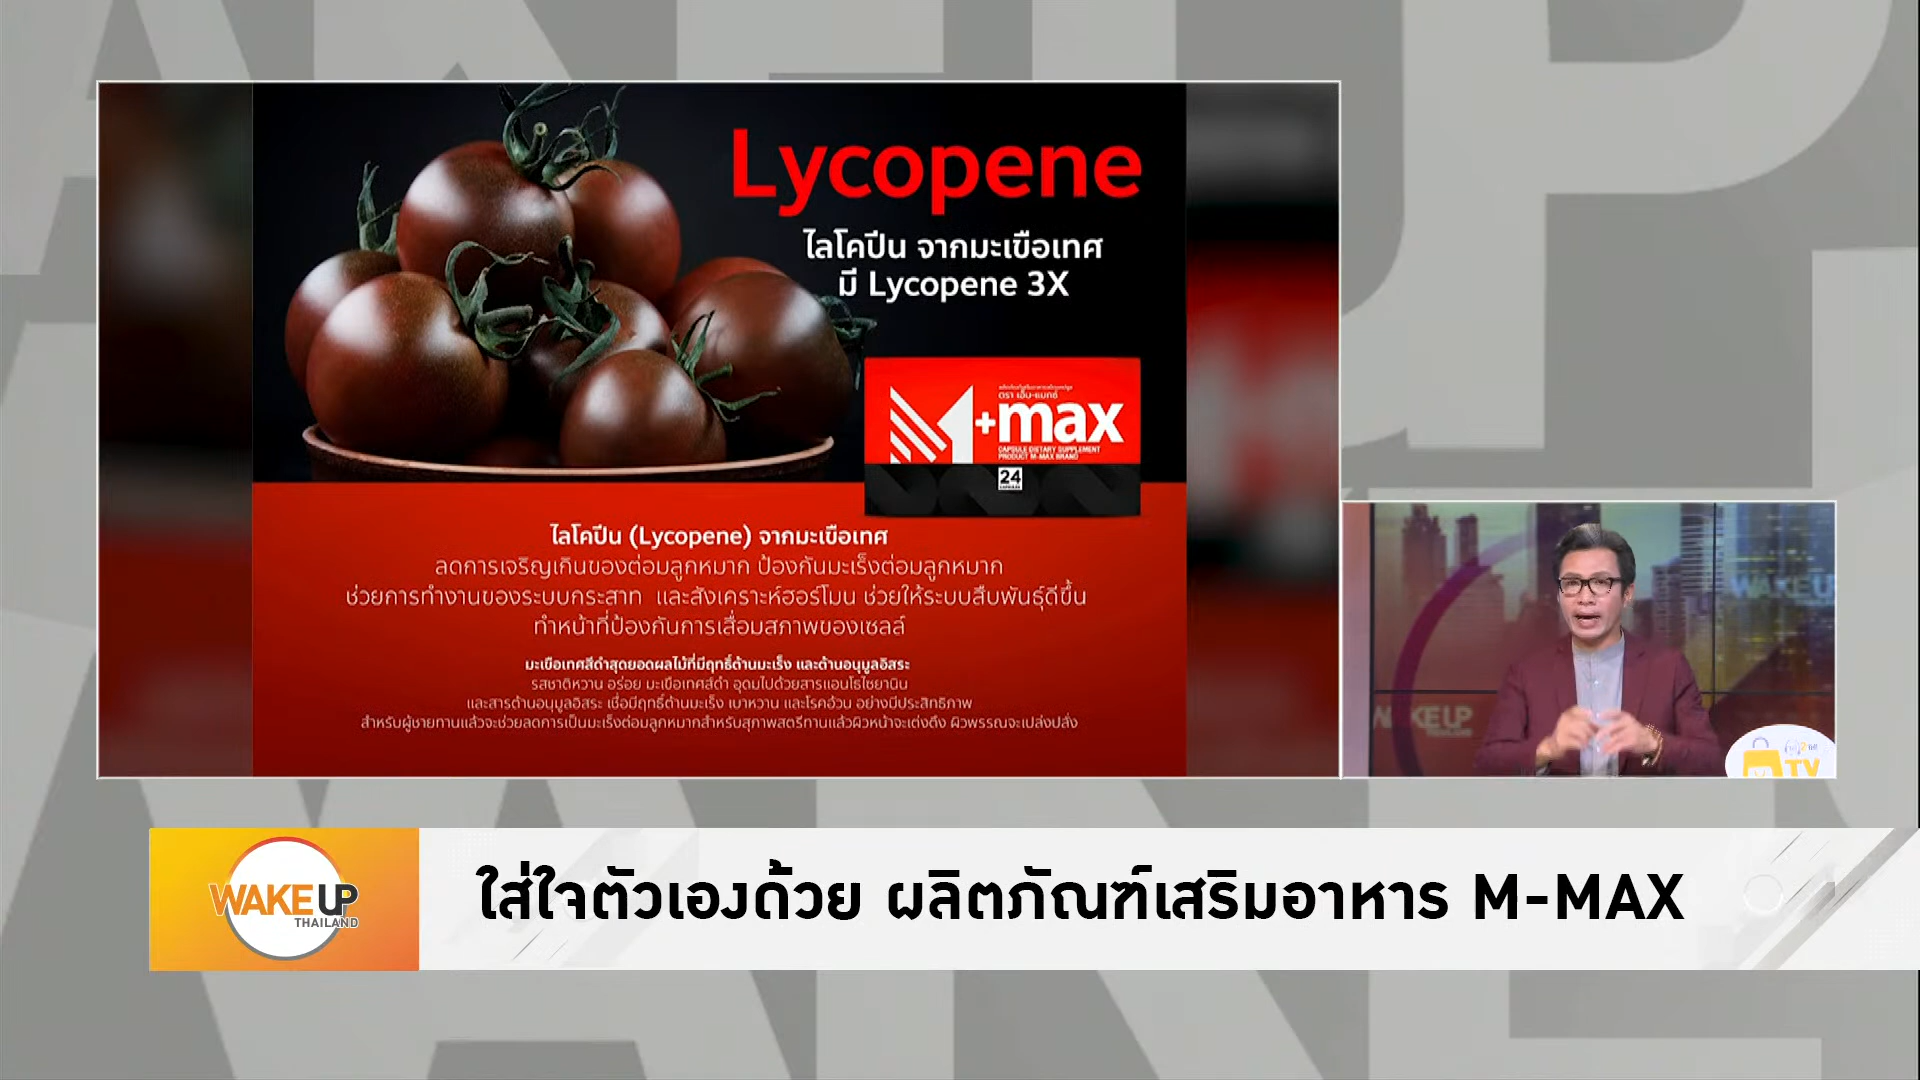 Lycopene
ไลโคปีน จากมะเขือเทศ
มี Lycopene 3X
ตรา เอ็ม-แมกซ์
M+max
CAPSULE DIETARY SUPPLEMENT
PRODUCT M-MAX BRAND
24
ไลโคปีน (Lycopene) จากมะเขือเทศ
ลดการเจริญเกินของต่อมลูกหมาก ป้องกันมะเร็งต่อมลูกหมาก
ช่วยการทำงานของระบบกระสาท และสังเคราะห์ฮอร์โมน ช่วยให้ระบบสืบพันธุ์ดีขึ้น
ทำหน้าที่ป้องกันการเสื่อมสภาพของเซลล์
มะเขือเทศสีดำสุดยอดผลไม้ที่มีฤทธิ์ต้านมะเร็ง และต้านอนุมูลอิสระ
รสชาติหวาน อร่อย มะเขือเทศสีดำ อุดมไปด้วยสารแอนโธไซยานิน
และสารต้านอนุมูลอิสระ เชื่อมีฤทธิ์ต้านมะเร็ง เบาหวาน และโรคอ้วน อย่างมีประสิทธิภาพ
สำหรับผู้ชายทานแล้วจะช่วยลดการเป็นมะเร็งต่อมลูกหมากสำหรับสุภาพสตรีทานแล้วผิวหน้าจะเต่งตึง ผิวพรรณจะเปล่งปลั่ง
WAKE UP
WAKE UP
THAILAND
TV
WAKE UP
THAILAND
ใส่ใจตัวเองด้วย ผลิตภัณฑ์เสริมอาหาร M-MAX